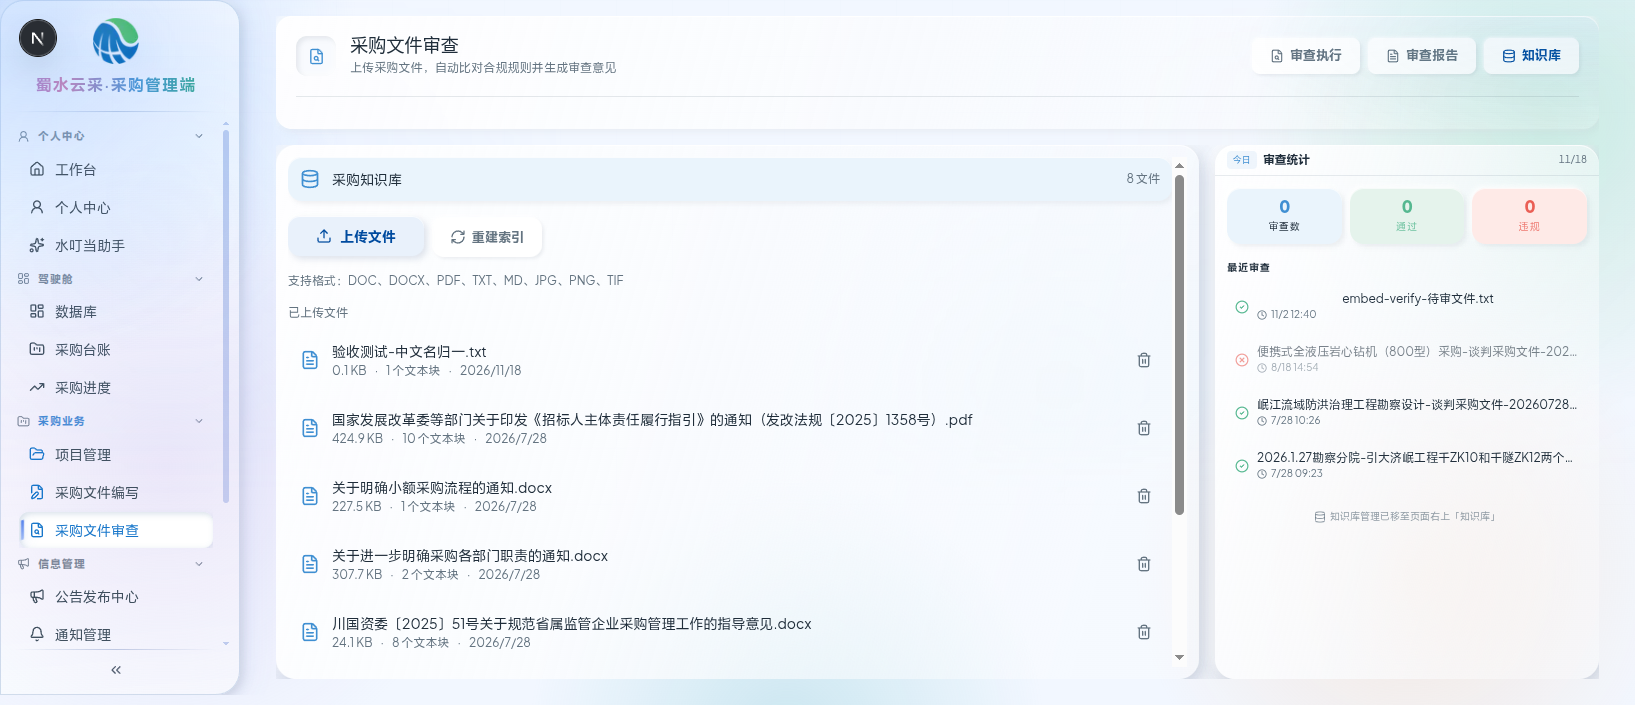 N
蜀水云采·采购管理端
个人中心
工作台
个人中心
水叮当助手
驾驶舱
数据库
采购台账
采购进度
采购业务
项目管理
采购文件编写
采购文件审查
信息管理
公告发布中心
通知管理
采购文件审查
上传采购文件，自动比对合规规则并生成审查意见
审查执行
审查报告
知识库
采购知识库
8 文件
上传文件
重建索引
支持格式：DOC、DOCX、PDF、TXT、MD、JPG、PNG、TIF
已上传文件
验收测试-中文名归一.txt
0.1 KB · 1 个文本块 · 2026/11/18
国家发展改革委等部门关于印发《招标人主体责任履行指引》的通知（发改法规〔2025〕1358号）.pdf
424.9 KB · 10 个文本块 · 2026/7/28
关于明确小额采购流程的通知.docx
227.5 KB · 1 个文本块 · 2026/7/28
关于进一步明确采购各部门职责的通知.docx
307.7 KB · 2 个文本块 · 2026/7/28
川国资委〔2025〕51号关于规范省属监管企业采购管理工作的指导意见.docx
24.1 KB · 8 个文本块 · 2026/7/28
今日 审查统计 11/18
0 审查数
0 通过
0 违规
最近审查
embed-verify-待审文件.txt
11/2 12:40
便携式全液压岩心钻机（800型）采购-谈判采购文件-202...
8/18 14:54
岷江流域防洪治理工程勘察设计-谈判采购文件-20260728...
7/28 10:26
2026.1.27勘察分院-引大济岷工程千ZK10和千隧ZK12两个...
7/28 09:23
知识库管理已移至页面右上「知识库」